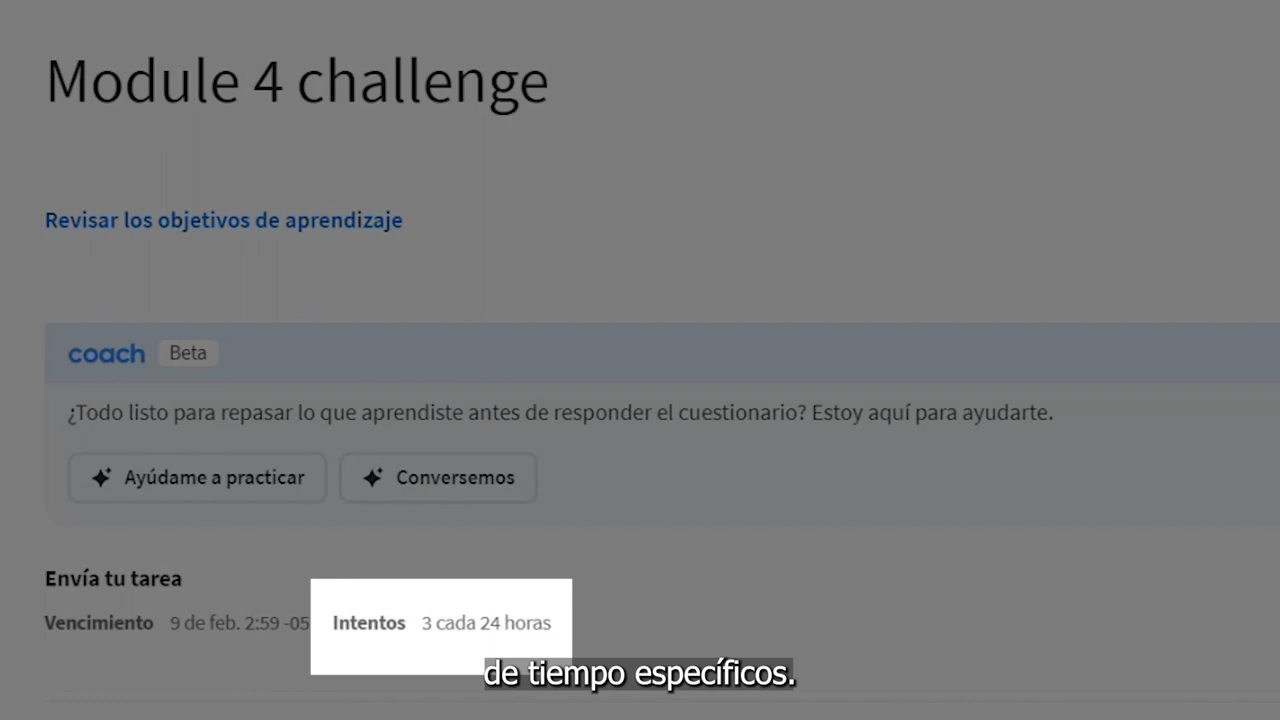 Module 4 challenge
Revisar los objetivos de aprendizaje
coach Beta
¿Todo listo para repasar lo que aprendiste antes de responder el cuestionario? Estoy aquí para ayudarte.
Ayúdame a practicar Conversemos
Envía tu tarea
Vencimiento 9 de feb. 2:59 -05 Intentos 3 cada 24 horas
de tiempo específicos.